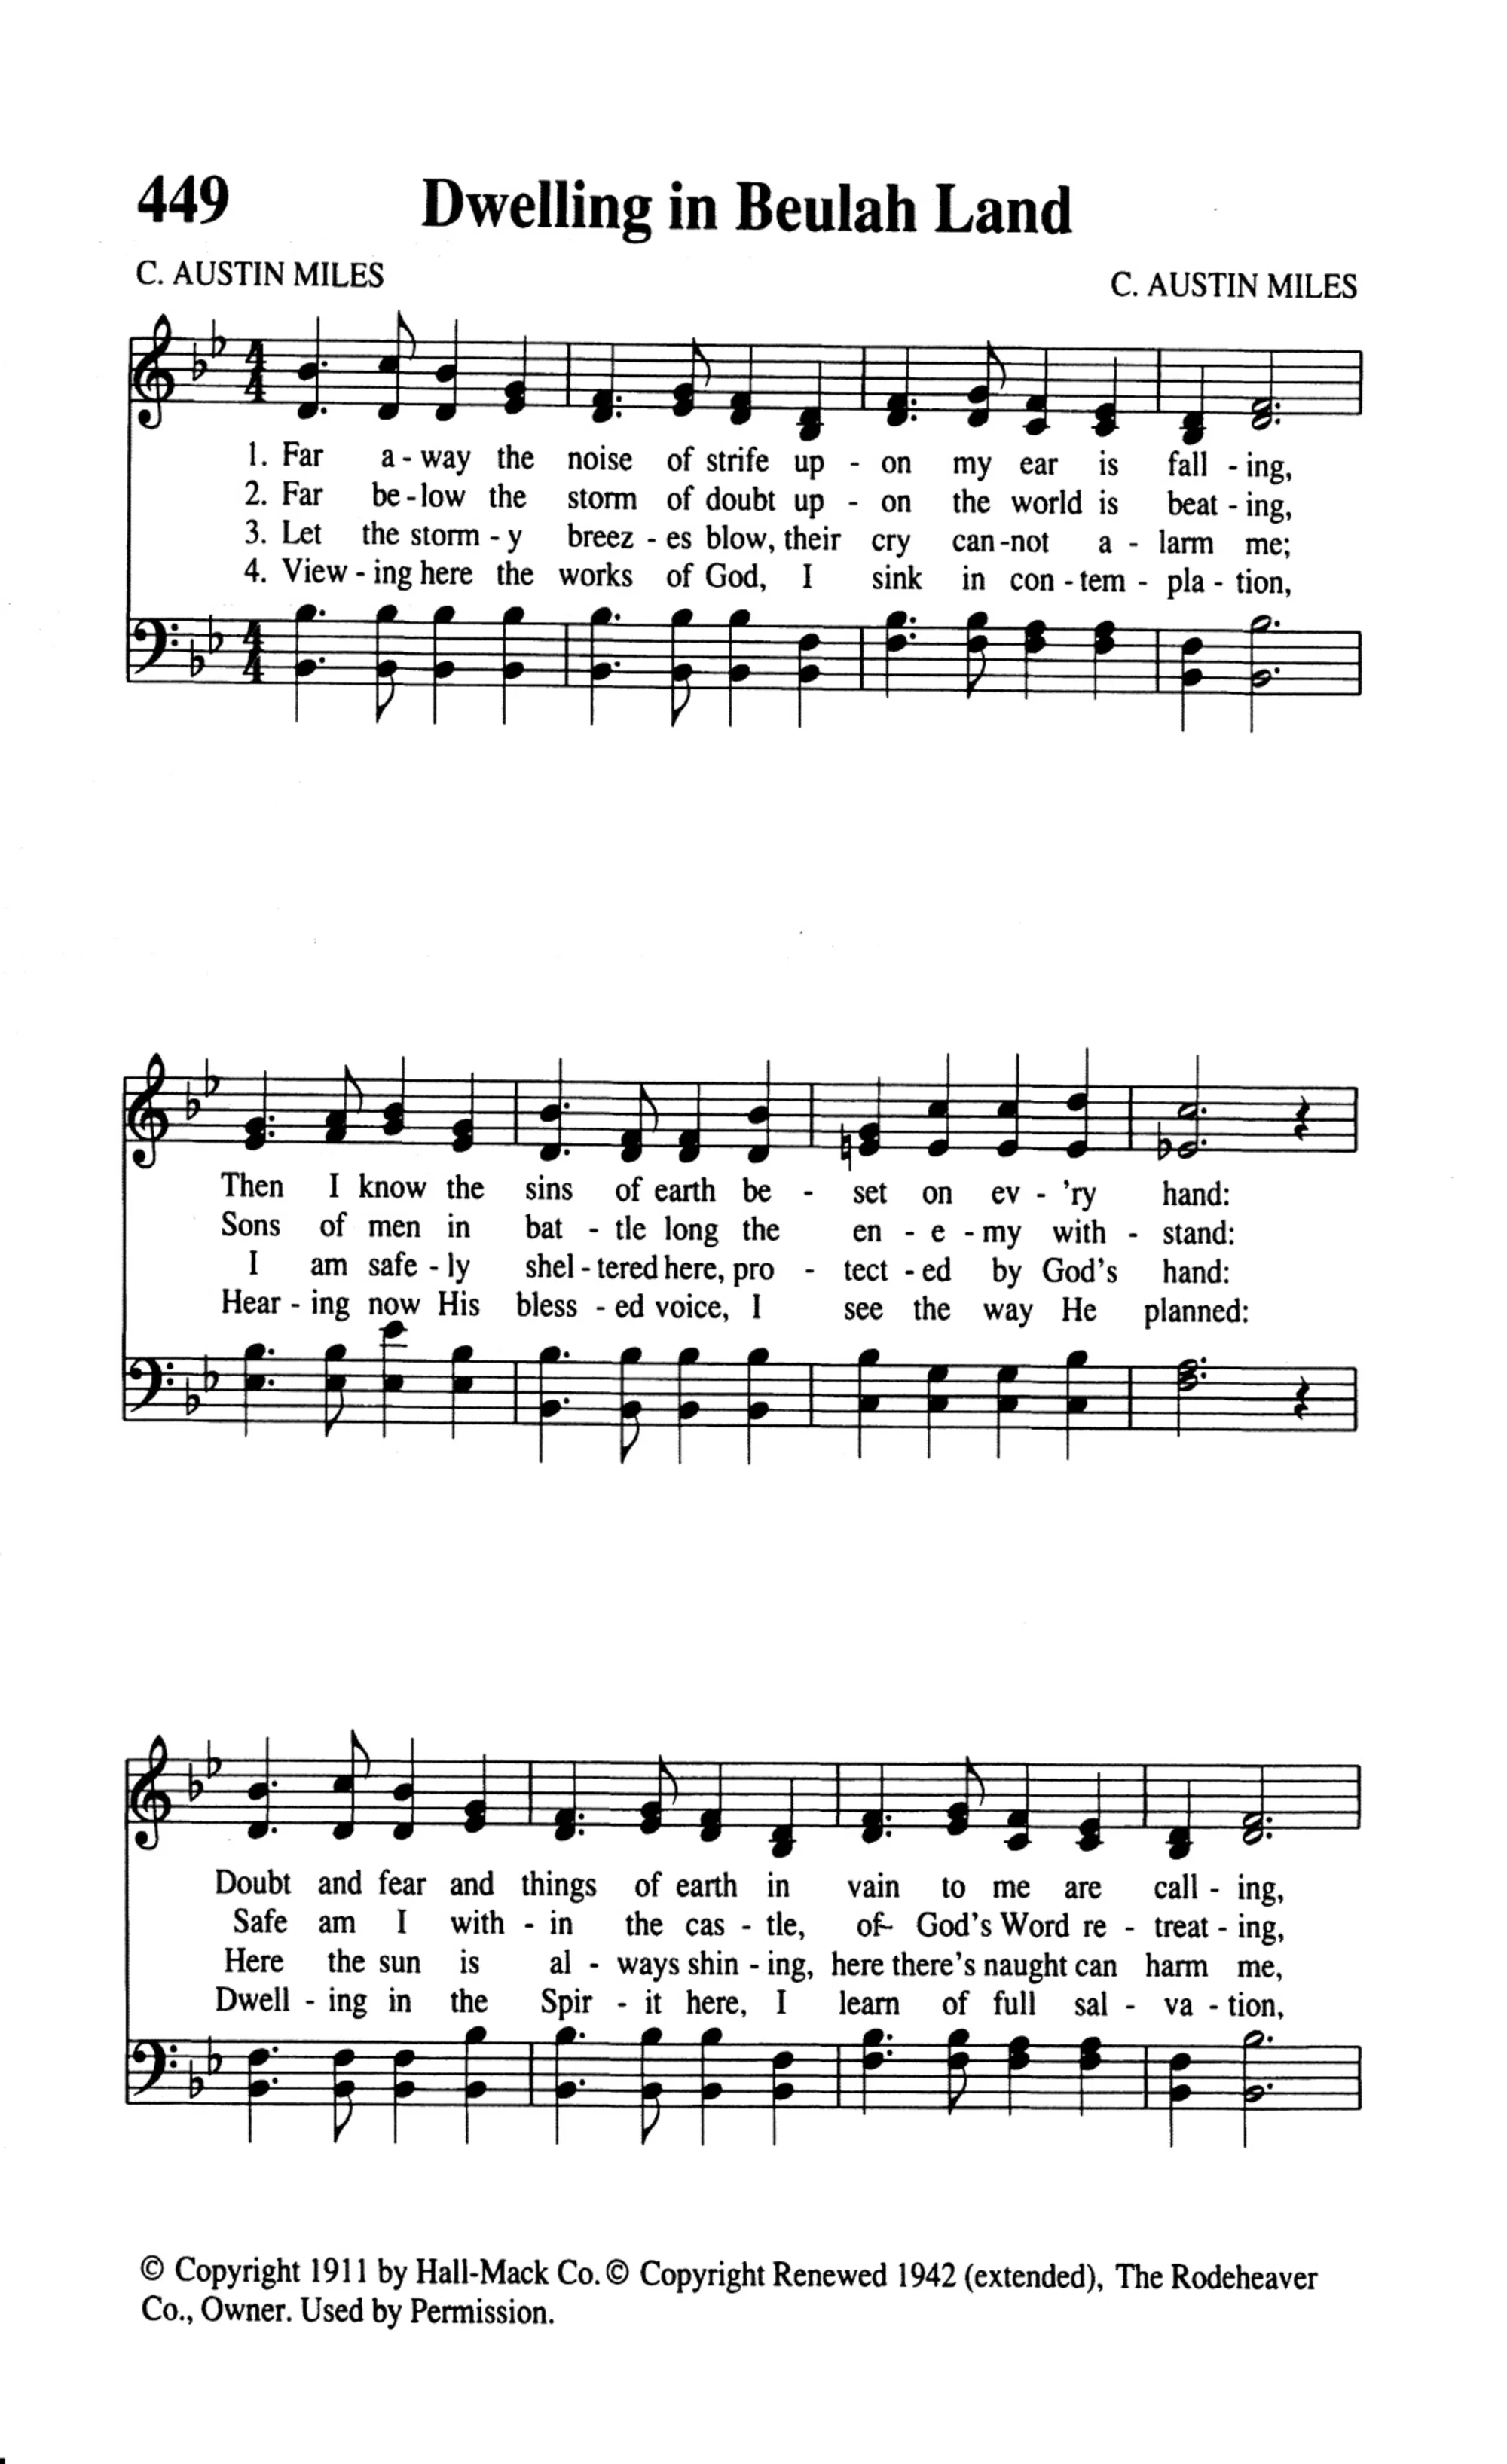 449 Dwelling in Beulah Land
C. AUSTIN MILES C. AUSTIN MILES
4 4
1. Far a - way the noise of strife up - on my ear is fall - ing,
2. Far be - low the storm of doubt up - on the world is beat - ing,
3. Let the storm - y breez - es blow, their cry can - not a - larm me;
4. View - ing here the works of God, I sink in con - tem - pla - tion,
4 4
Then I know the sins of earth be - set on ev - 'ry hand:
Sons of men in bat - tle long the en - e - my with - stand:
I am safe - ly shel - tered here, pro - tect - ed by God's hand:
Hear - ing now His bless - ed voice, I see the way He planned:
Doubt and fear and things of earth in vain to me are call - ing,
Safe am I with - in the cas - tle, of God's Word re - treat - ing,
Here the sun is al - ways shin - ing, here there's naught can harm me,
Dwell - ing in the Spir - it here, I learn of full sal - va - tion,
© Copyright 1911 by Hall-Mack Co. © Copyright Renewed 1942 (extended), The Rodeheaver
Co., Owner. Used by Permission.